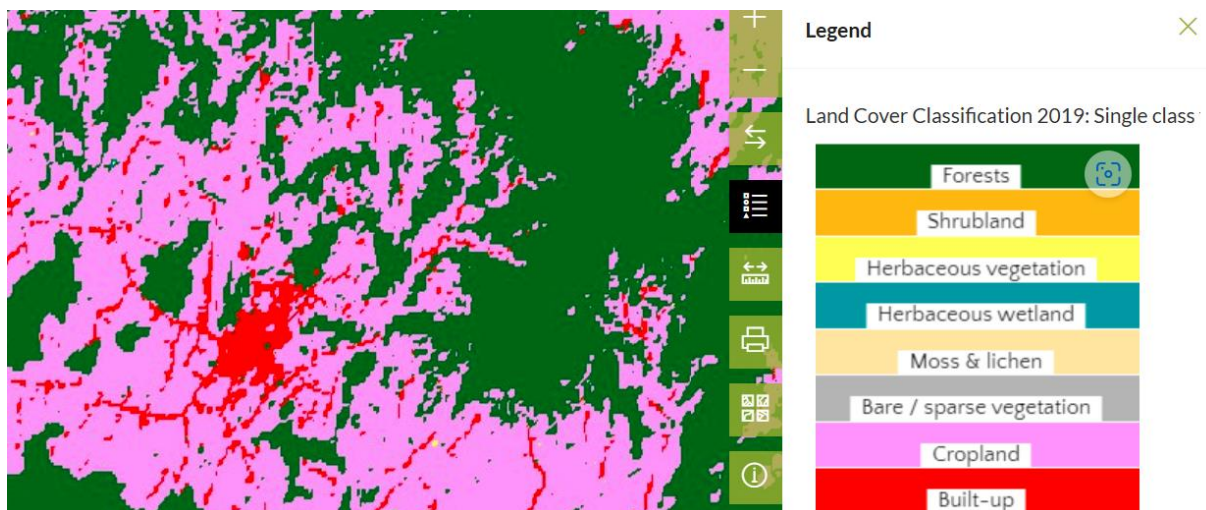 Legend
Land Cover Classification 2019: Single class
Forests
Shrubland
Herbaceous vegetation
Herbaceous wetland
Moss & lichen
Bare / sparse vegetation
Cropland
Built-up